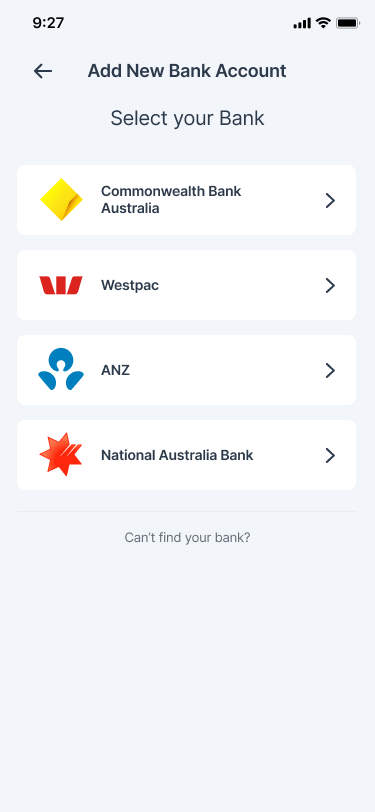 9:27
Add New Bank Account
Select your Bank
Commonwealth Bank
Australia
Westpac
ANZ
National Australia Bank
Can't find your bank?